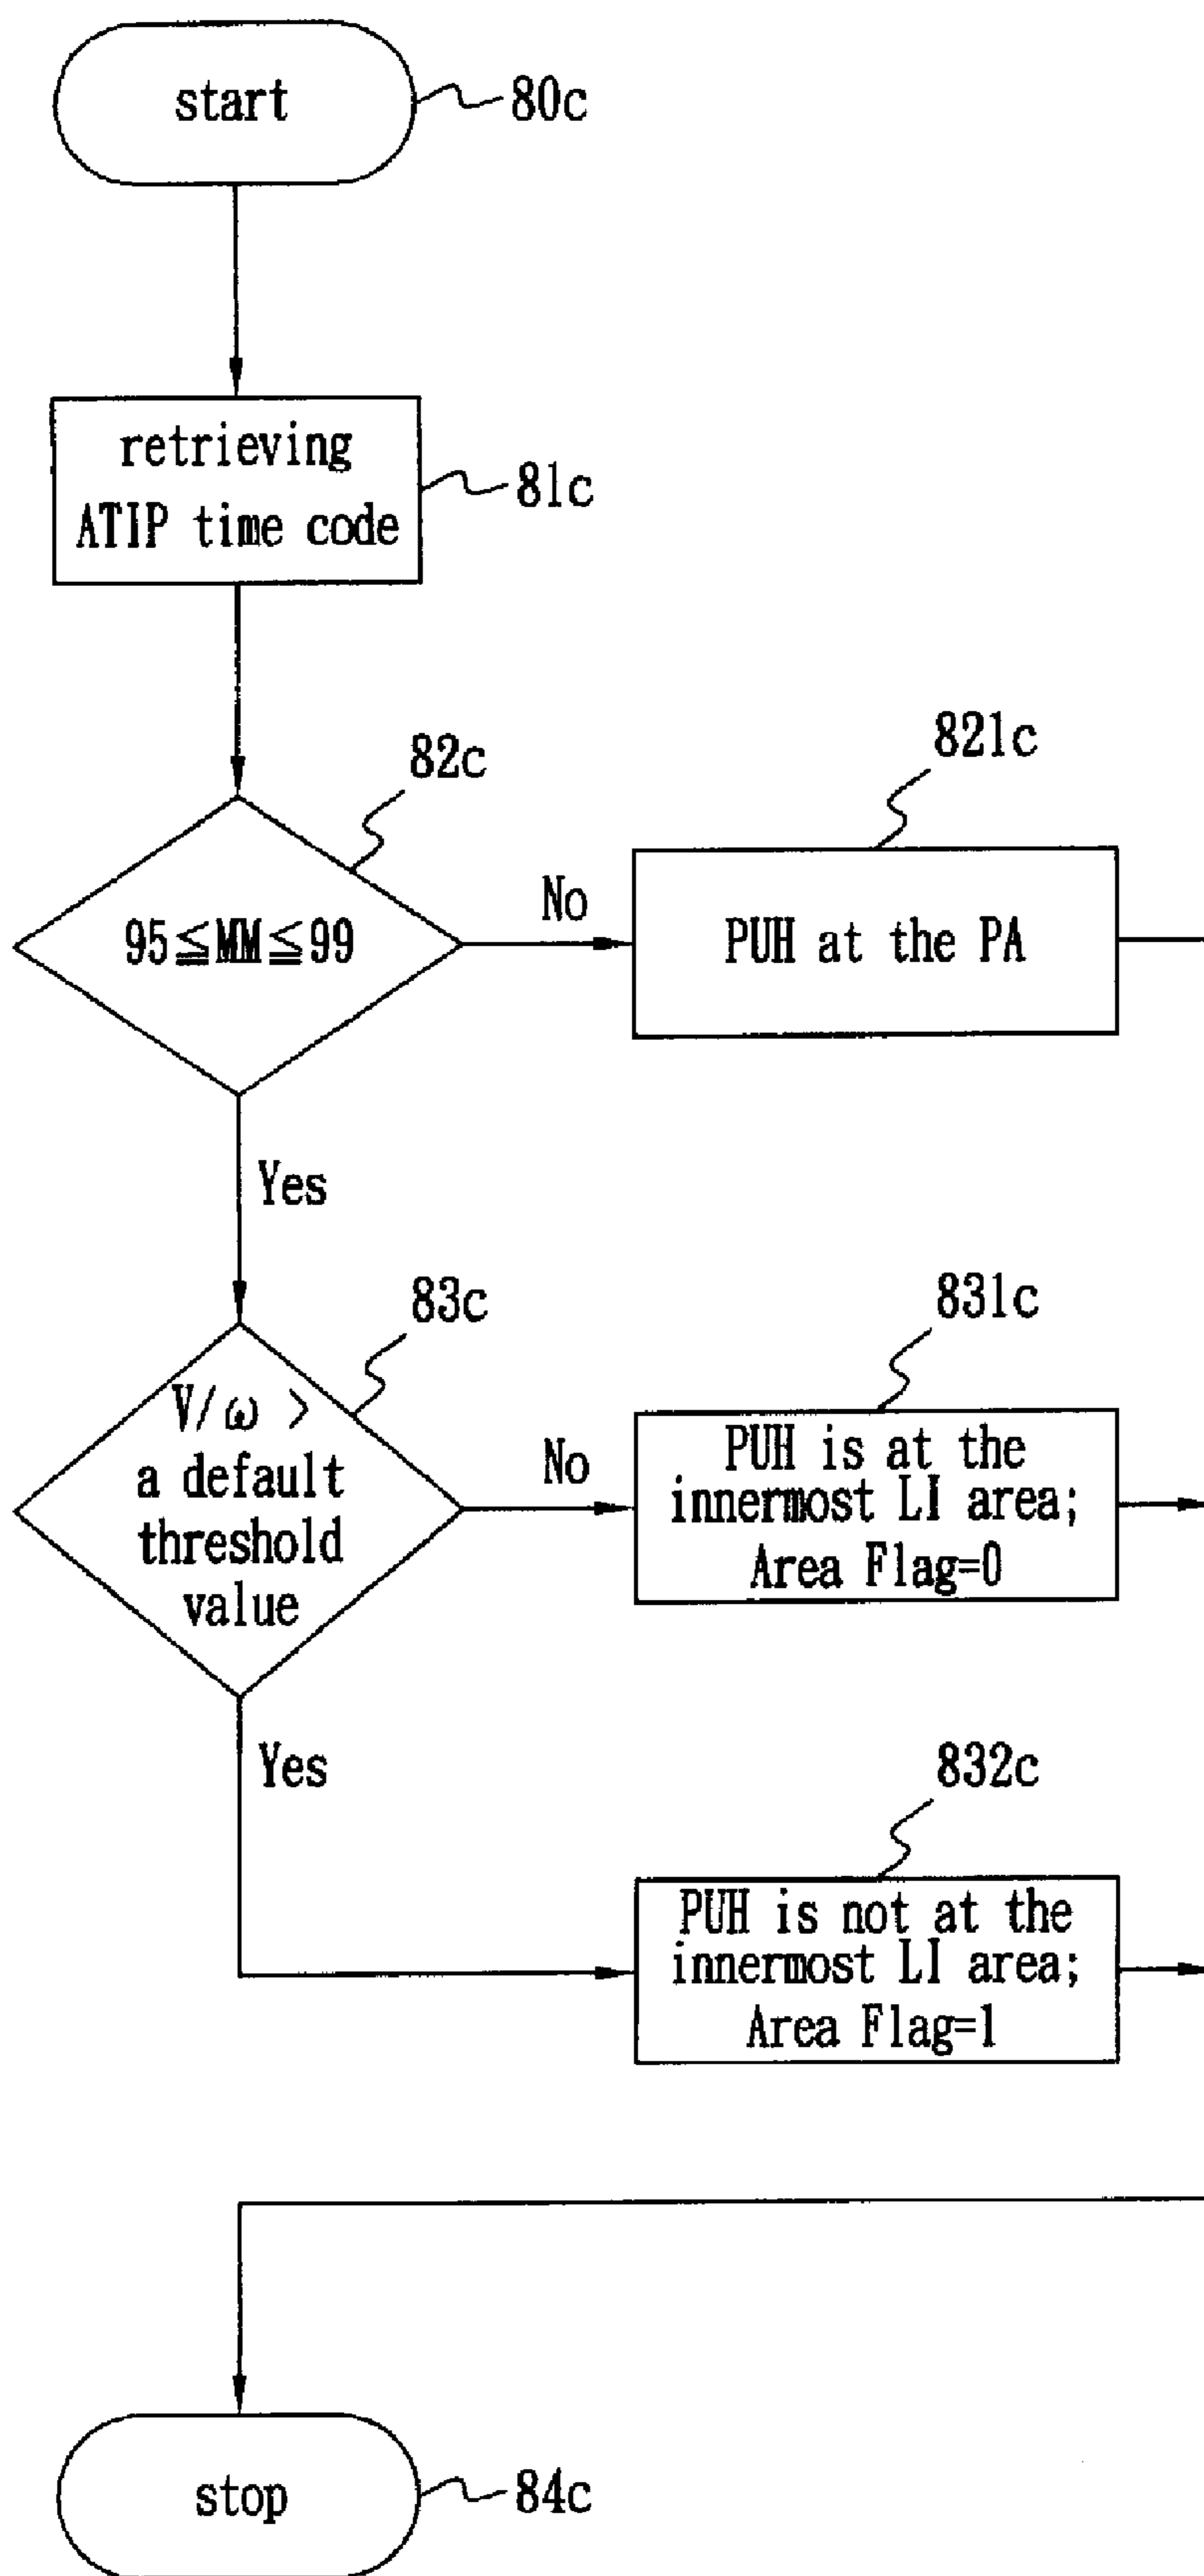 start
80c
retrieving
ATIP time code
81c
82c
95≦MM≦99
No
821c
PUH at the PA
Yes
83c
V/ω >
a default
threshold
value
No
831c
PUH is at the
innermost LI area;
Area Flag=0
Yes
832c
PUH is not at the
innermost LI area;
Area Flag=1
stop
84c